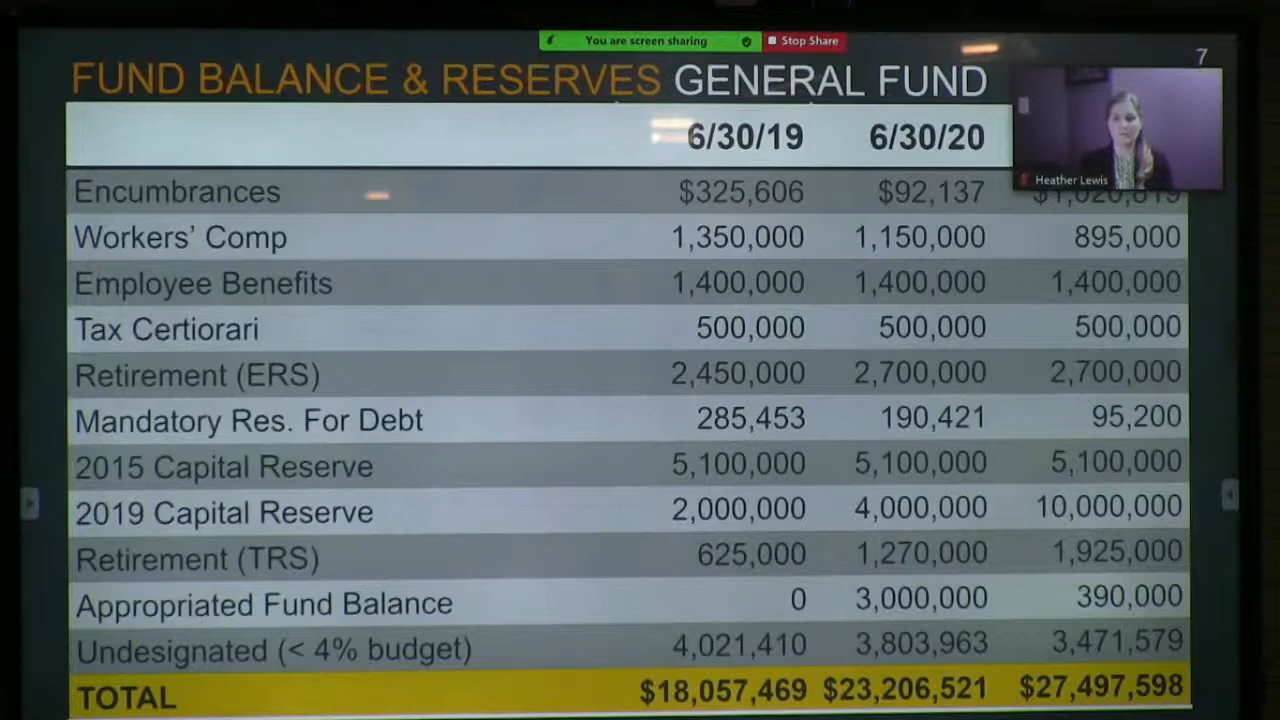 You are screen sharing Stop Share
7
FUND BALANCE & RESERVES GENERAL FUND
6/30/19 6/30/20
Heather Lewis
Encumbrances $325,606 $92,137 $1,020,819
Workers' Comp 1,350,000 1,150,000 895,000
Employee Benefits 1,400,000 1,400,000 1,400,000
Tax Certiorari 500,000 500,000 500,000
Retirement (ERS) 2,450,000 2,700,000 2,700,000
Mandatory Res. For Debt 285,453 190,421 95,200
2015 Capital Reserve 5,100,000 5,100,000 5,100,000
2019 Capital Reserve 2,000,000 4,000,000 10,000,000
Retirement (TRS) 625,000 1,270,000 1,925,000
Appropriated Fund Balance 0 3,000,000 390,000
Undesignated (< 4% budget) 4,021,410 3,803,963 3,471,579
TOTAL $18,057,469 $23,206,521 $27,497,598